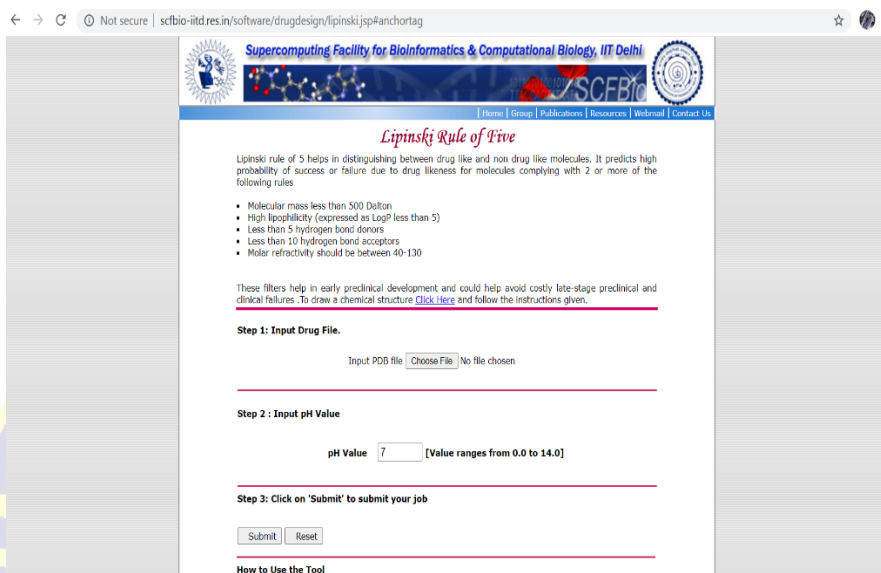 Not secure | scfbio-iitd.res.in/software/drugdesign/lipinski.jsp#anchortag
Supercomputing Facility for Bioinformatics & Computational Biology, IIT Delhi
SCFBio
| Home | Group | Publications | Resources | Webmail | Contact Us
Lipinski Rule of Five
Lipinski rule of 5 helps in distinguishing between drug like and non drug like molecules. It predicts high
probability of success or failure due to drug likeness for molecules complying with 2 or more of the
following rules
• Molecular mass less than 500 Dalton
• High lipophilicity (expressed as LogP less than 5)
• Less than 5 hydrogen bond donors
• Less than 10 hydrogen bond acceptors
• Molar refractivity should be between 40-130
These filters help in early preclinical development and could help avoid costly late-stage preclinical and
clinical failures .To draw a chemical structure Click Here and follow the instructions given.
Step 1: Input Drug File.
Input PDB file Choose File No file chosen
Step 2 : Input pH Value
pH Value 7 [Value ranges from 0.0 to 14.0]
Step 3: Click on 'Submit' to submit your job
Submit Reset
How to Use the Tool